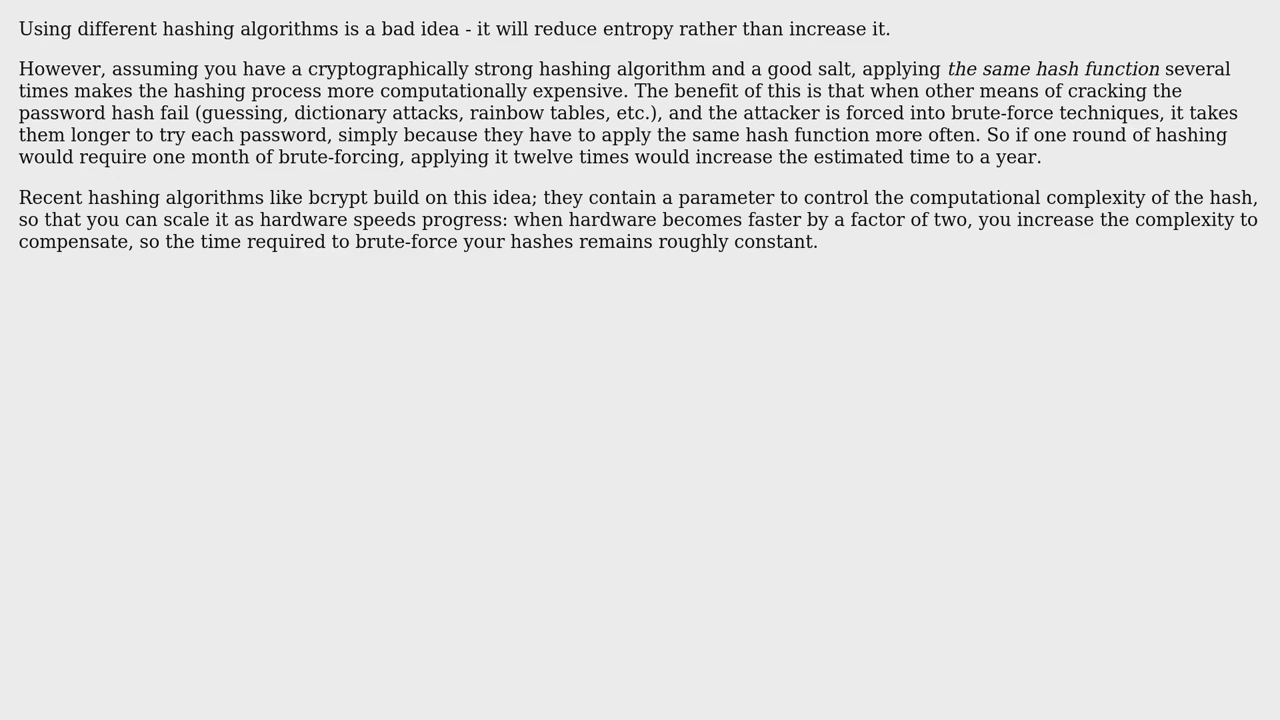 Using different hashing algorithms is a bad idea - it will reduce entropy rather than increase it.
However, assuming you have a cryptographically strong hashing algorithm and a good salt, applying the same hash function several
times makes the hashing process more computationally expensive. The benefit of this is that when other means of cracking the
password hash fail (guessing, dictionary attacks, rainbow tables, etc.), and the attacker is forced into brute-force techniques, it takes
them longer to try each password, simply because they have to apply the same hash function more often. So if one round of hashing
would require one month of brute-forcing, applying it twelve times would increase the estimated time to a year.
Recent hashing algorithms like bcrypt build on this idea; they contain a parameter to control the computational complexity of the hash,
so that you can scale it as hardware speeds progress: when hardware becomes faster by a factor of two, you increase the complexity to
compensate, so the time required to brute-force your hashes remains roughly constant.